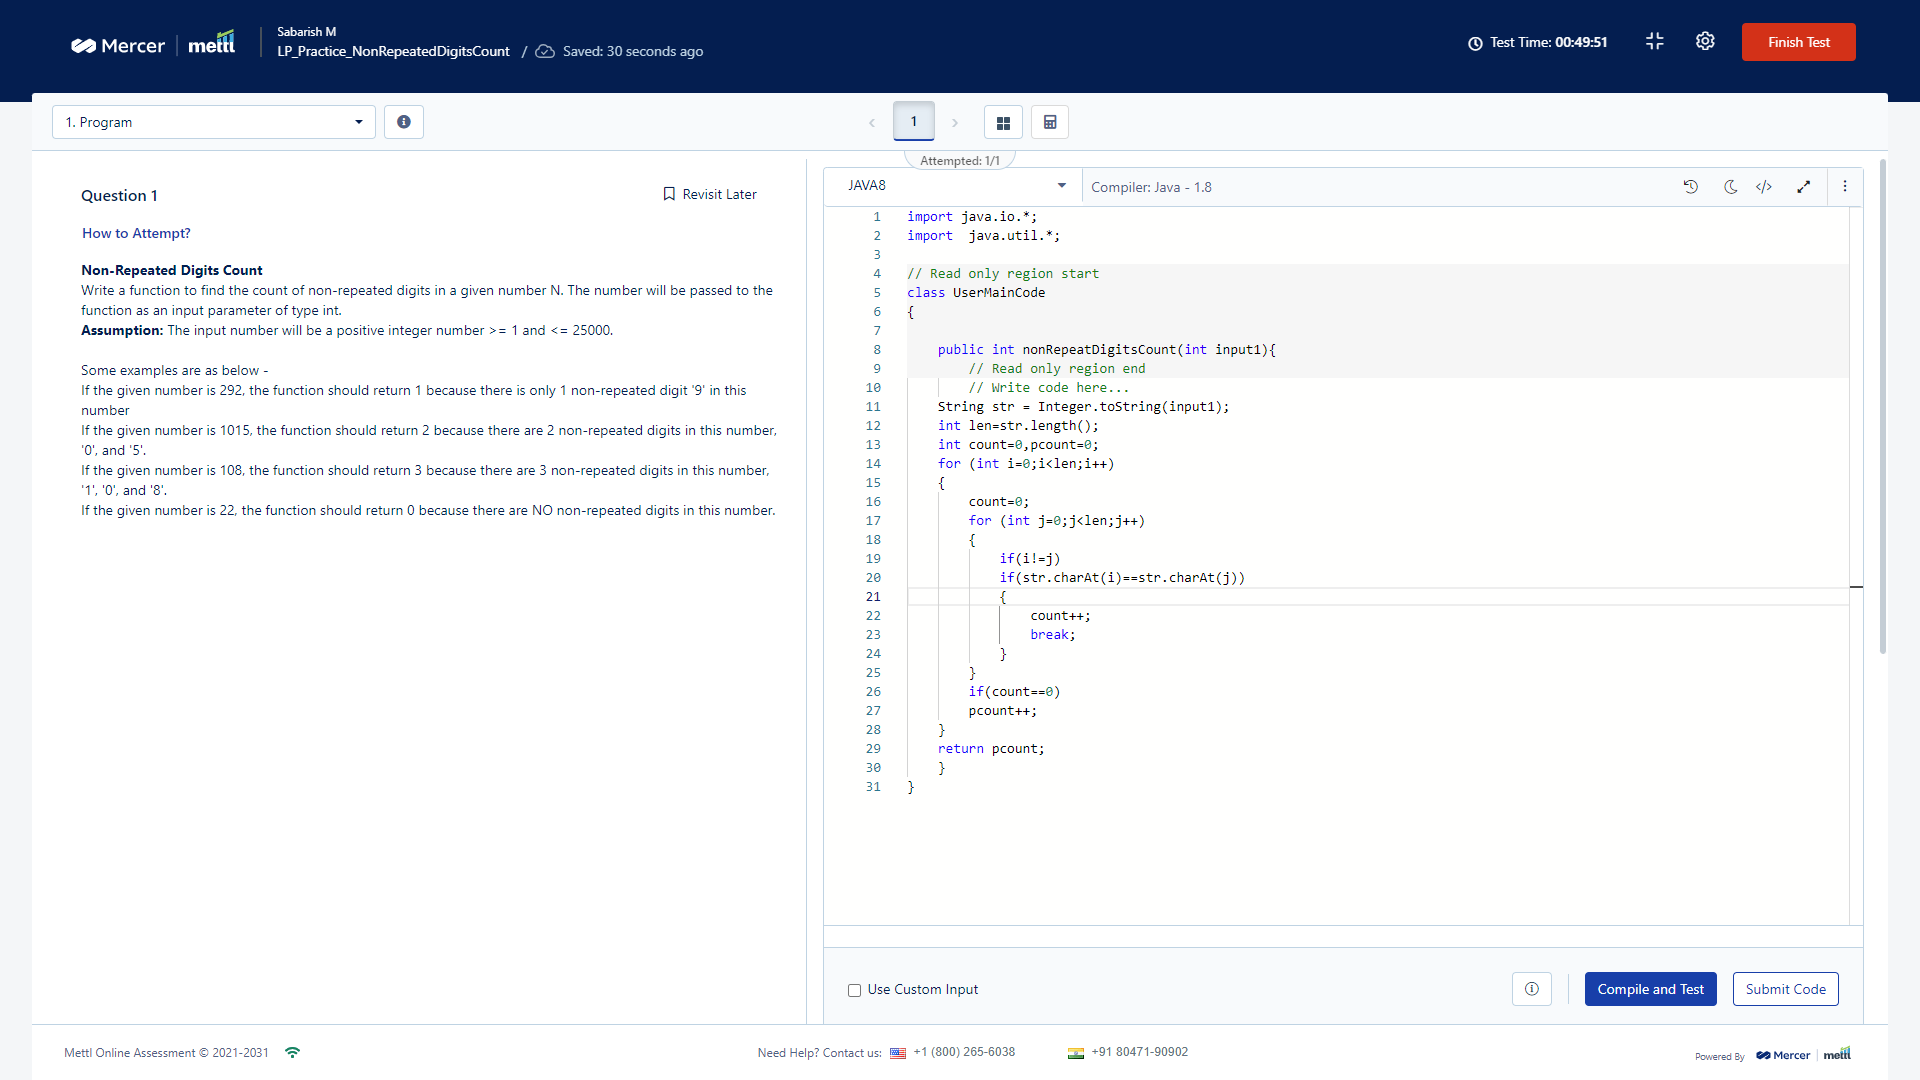 Mercer | mettl
Sabarish M
LP_Practice_NonRepeatedDigitsCount / Saved: 30 seconds ago
Test Time: 00:49:51
Finish Test
1. Program
1
Attempted: 1/1
Question 1
Revisit Later
How to Attempt?
Non-Repeated Digits Count
Write a function to find the count of non-repeated digits in a given number N. The number will be passed to the
function as an input parameter of type int.
Assumption: The input number will be a positive integer number >= 1 and <= 25000.
Some examples are as below -
If the given number is 292, the function should return 1 because there is only 1 non-repeated digit '9' in this
number
If the given number is 1015, the function should return 2 because there are 2 non-repeated digits in this number,
'0', and '5'.
If the given number is 108, the function should return 3 because there are 3 non-repeated digits in this number,
'1', '0', and '8'.
If the given number is 22, the function should return 0 because there are NO non-repeated digits in this number.
JAVA8
Compiler: Java - 1.8
1 import java.io.*;
2 import  java.util.*;
3
4 // Read only region start
5 class UserMainCode
6 {
7
8     public int nonRepeatDigitsCount(int input1){
9         // Read only region end
10         // Write code here...
11     String str = Integer.toString(input1);
12     int len=str.length();
13     int count=0,pcount=0;
14     for (int i=0;i<len;i++)
15     {
16         count=0;
17         for (int j=0;j<len;j++)
18         {
19             if(i!=j)
20             if(str.charAt(i)==str.charAt(j))
21             {
22                 count++;
23                 break;
24             }
25         }
26         if(count==0)
27         pcount++;
28     }
29     return pcount;
30     }
31 }
Use Custom Input
Compile and Test
Submit Code
Mettl Online Assessment © 2021-2031
Need Help? Contact us: +1 (800) 265-6038
+91 80471-90902
Powered By Mercer | mettl